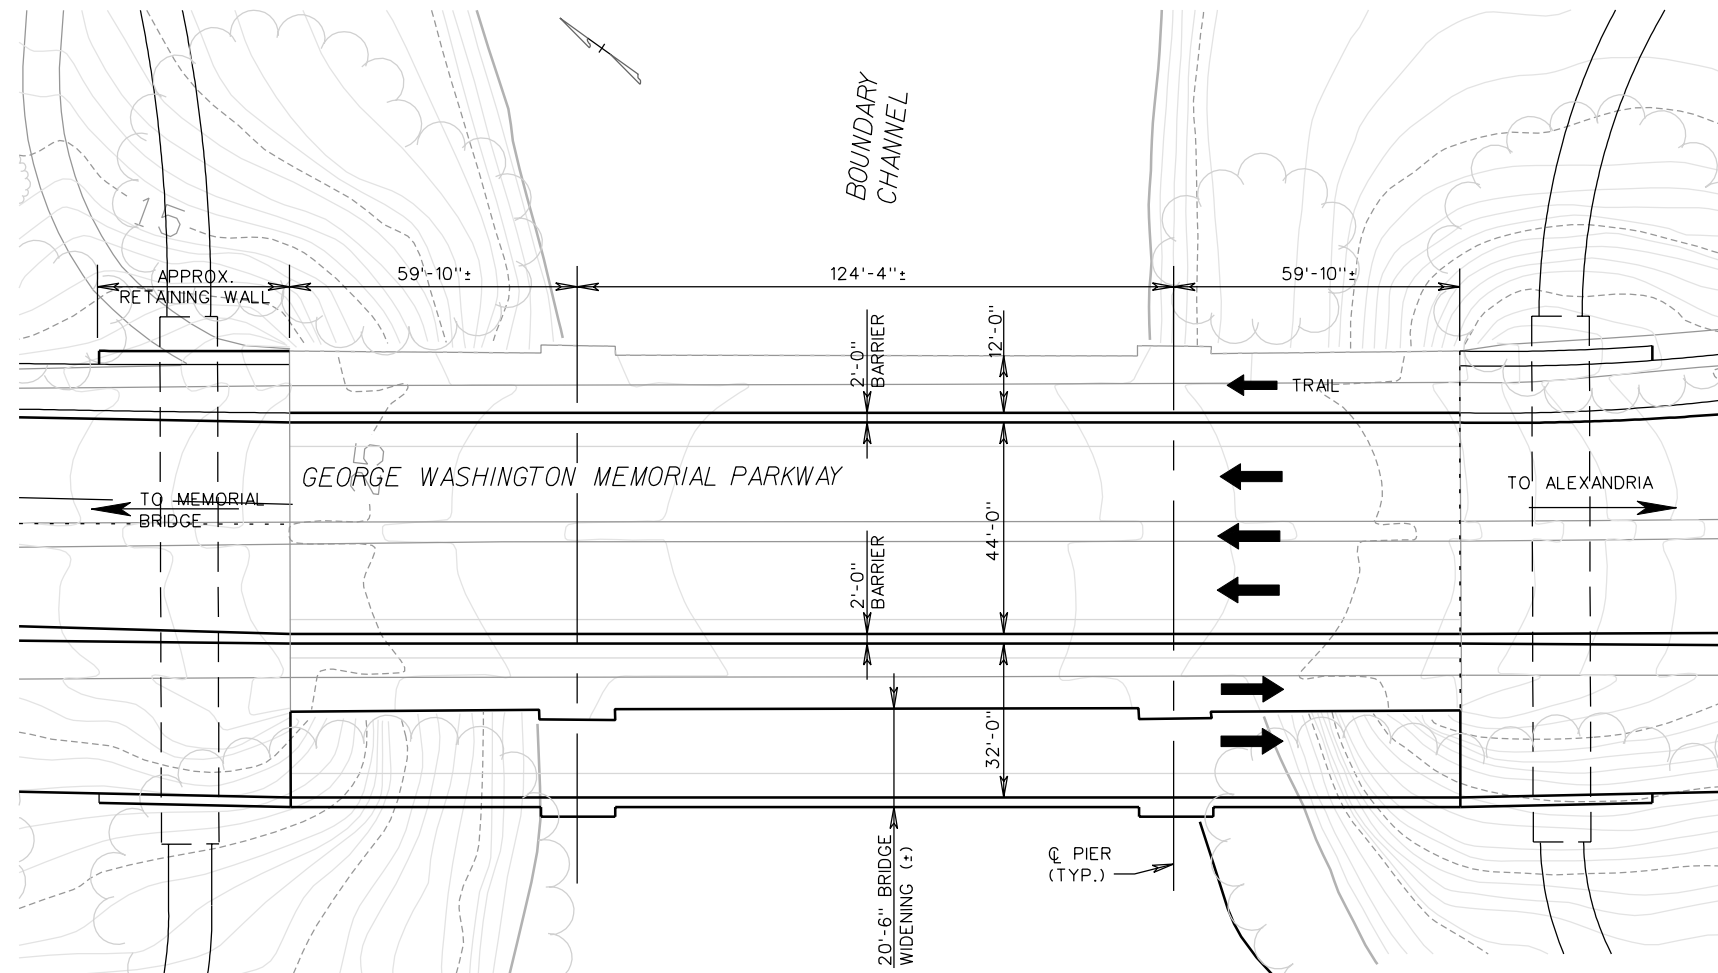 BOUNDARY
CHANNEL
15
APPROX.
RETAINING WALL
59'-10"±
124'-4"±
59'-10"±
2'-0"
BARRIER
12'-0"
TRAIL
25
GEORGE WASHINGTON MEMORIAL PARKWAY
TO MEMORIAL
BRIDGE
TO ALEXANDRIA
44'-0"
2'-0"
BARRIER
32'-0"
20'-6" BRIDGE
WIDENING (±)
℄ PIER
(TYP.)